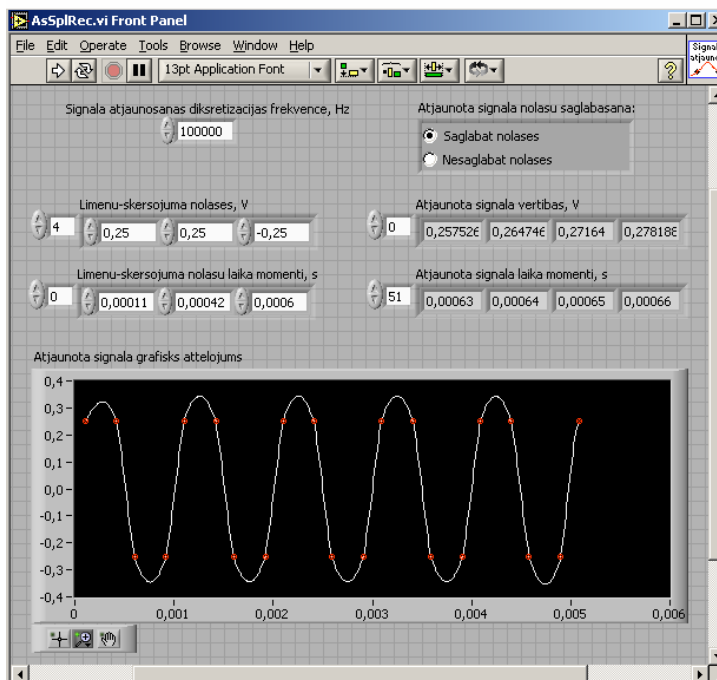 AsSplRec.vi Front Panel
File Edit Operate Tools Browse Window Help
13pt Application Font
Signal
atjauno
Signala atjaunosanas diksretizacijas frekvence, Hz
100000
Atjaunota signala nolasu saglabasana:
Saglabat nolases
Nesaglabat nolases
Limenu-skersojuma nolases, V
4 0,25 0,25 -0,25
Atjaunota signala vertibas, V
0 0,257526 0,264746 0,27164 0,278188
Limenu-skersojuma nolasu laika momenti, s
0 0,00011 0,00042 0,0006
Atjaunota signala laika momenti, s
51 0,00063 0,00064 0,00065 0,00066
Atjaunota signala grafisks attelojums
0,4
0,3
0,2
0,1
0,0
-0,1
-0,2
-0,3
-0,4
0 0,001 0,002 0,003 0,004 0,005 0,006